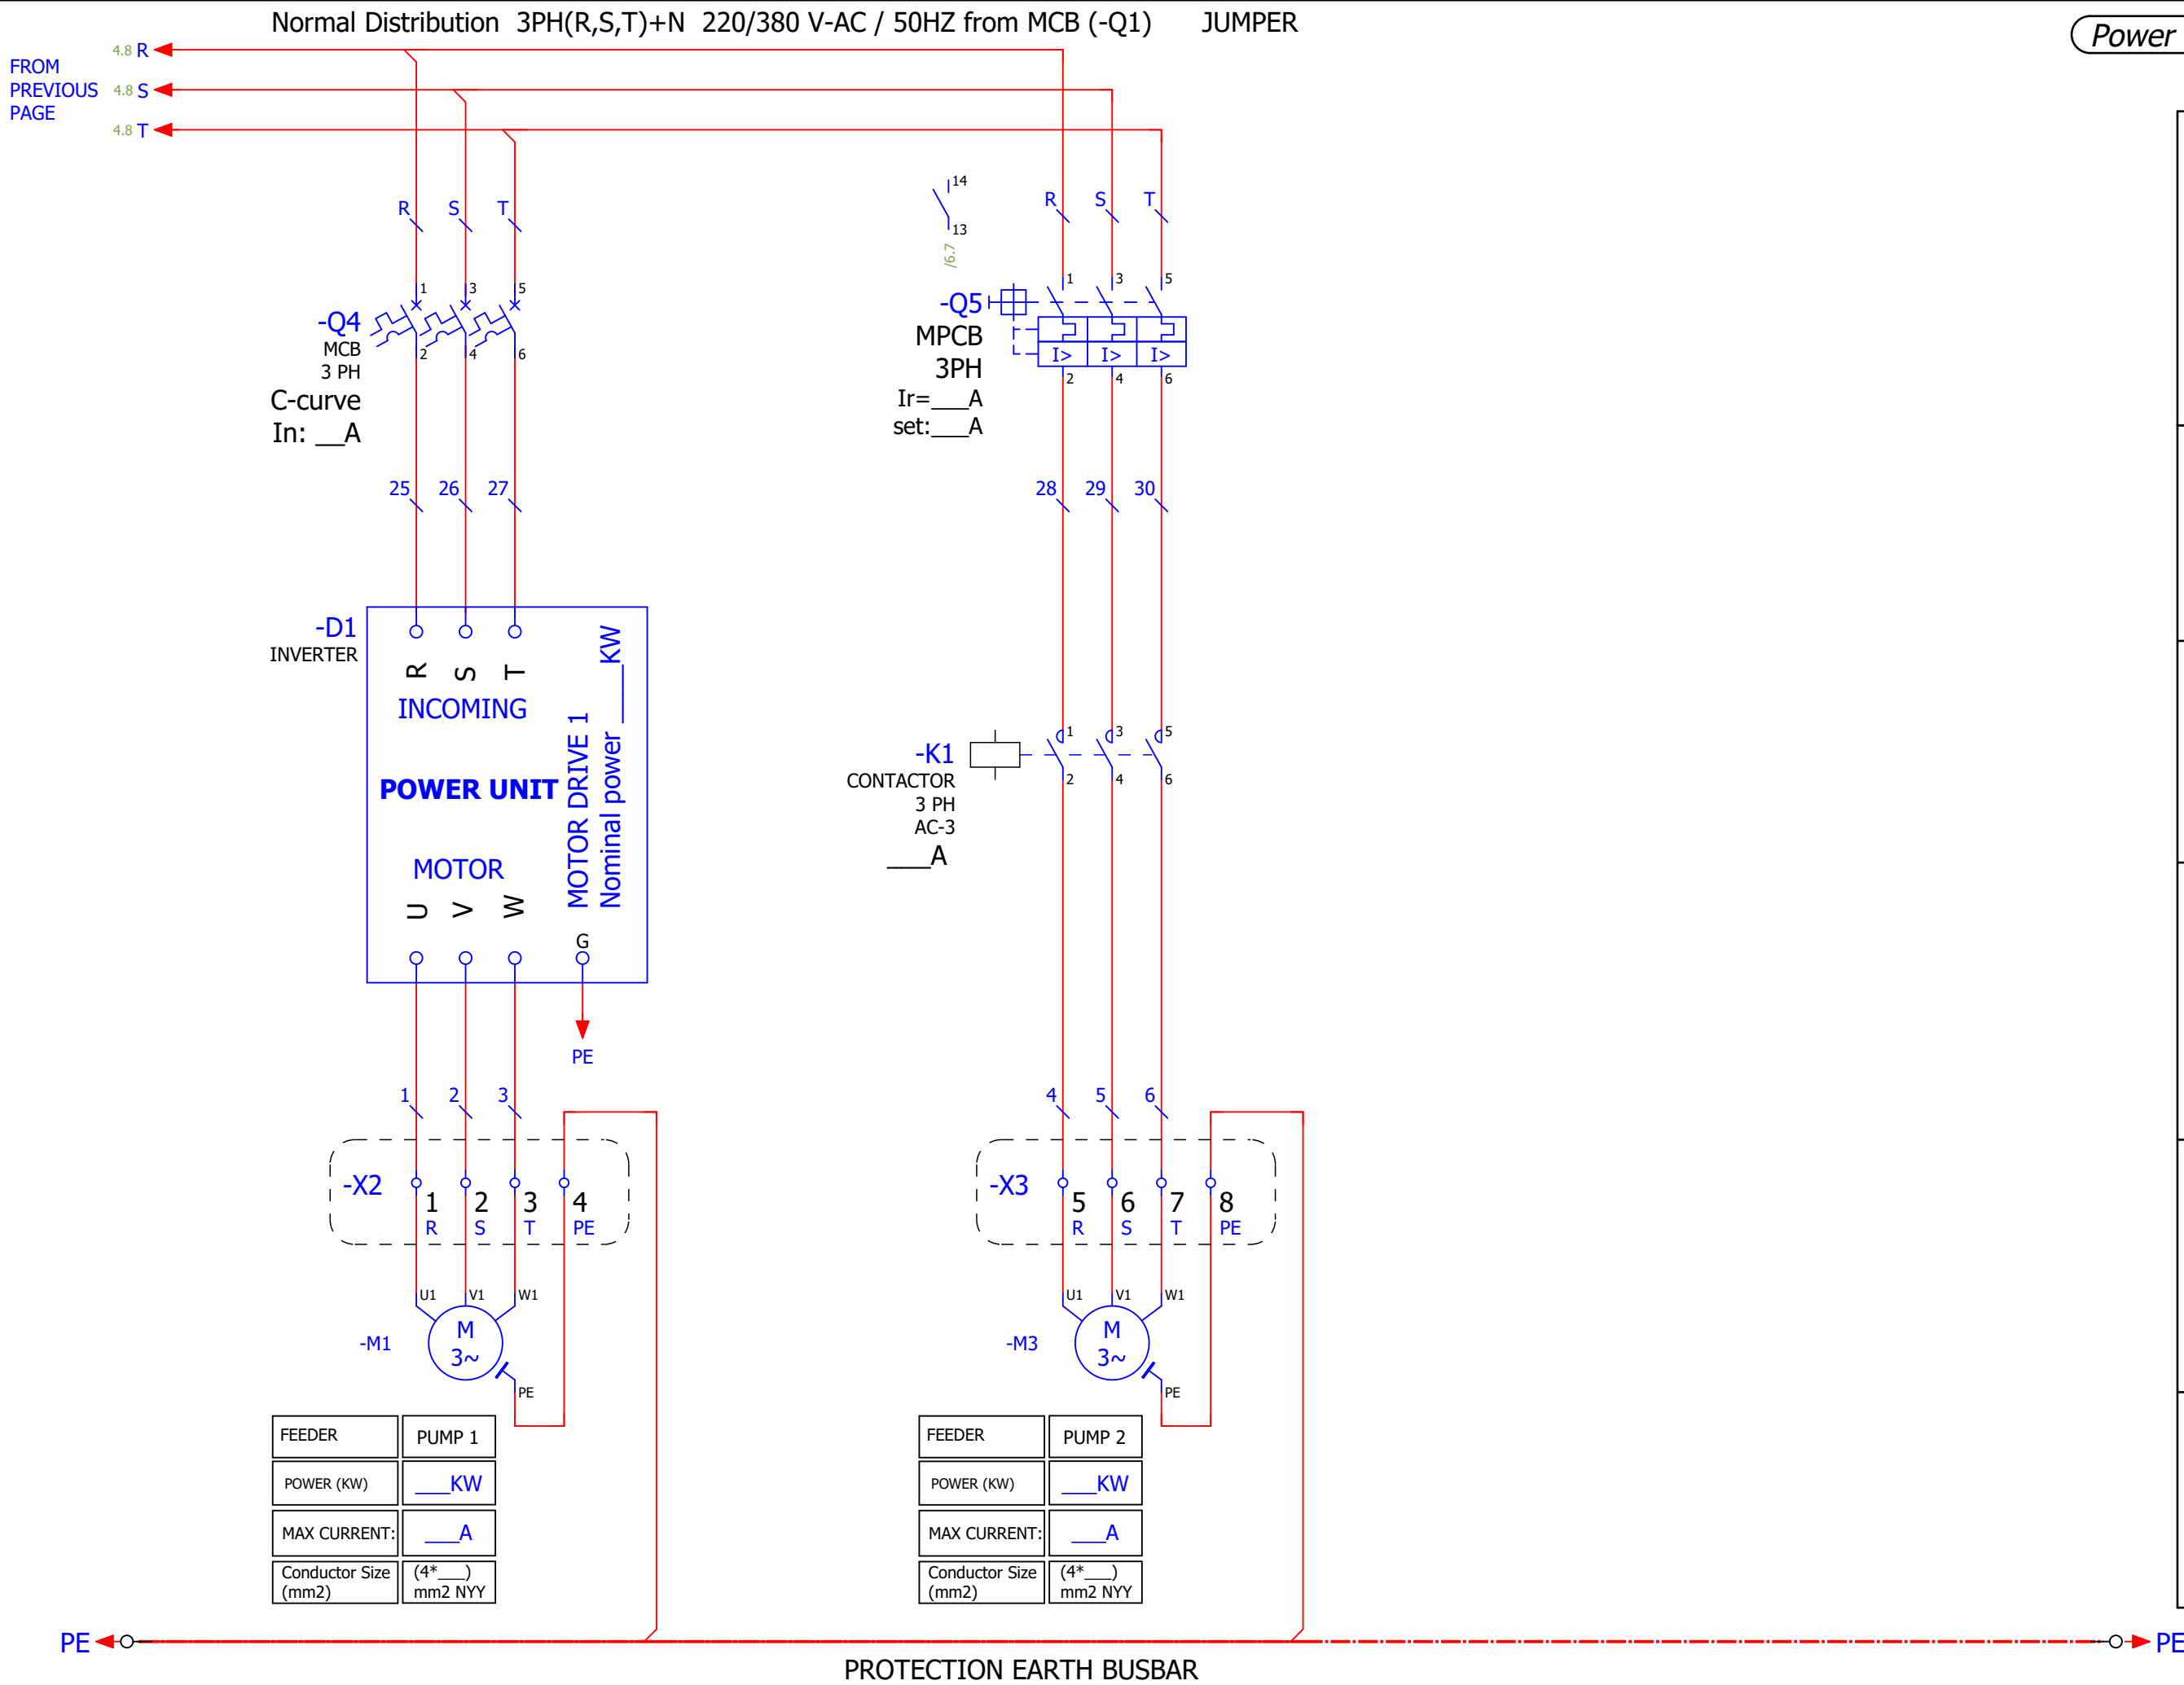 Normal Distribution 3PH(R,S,T)+N 220/380 V-AC / 50HZ from MCB (-Q1) JUMPER
Power
FROM
PREVIOUS
PAGE
4.8 R
4.8 S
4.8 T
R S T
1 3 5
-Q4
MCB
3 PH
C-curve
In: __A
2 4 6
25 26 27
-D1
INVERTER
R S T
INCOMING
POWER UNIT
MOTOR
U V W
MOTOR DRIVE 1
Nominal power ____KW
G
PE
1 2 3
-X2
1 2 3 4
R S T PE
U1 V1 W1
-M1
M
3~
PE
FEEDER PUMP 1
POWER (KW) ___KW
MAX CURRENT: ___A
Conductor Size
(mm2)
(4*___)
mm2 NYY
14
13
/6.7
R S T
1 3 5
-Q5
MPCB
3PH
Ir=___A
set:___A
I> I> I>
2 4 6
28 29 30
-K1
CONTACTOR
3 PH
AC-3
___A
1 3 5
2 4 6
4 5 6
-X3
5 6 7 8
R S T PE
U1 V1 W1
-M3
M
3~
PE
FEEDER PUMP 2
POWER (KW) ___KW
MAX CURRENT: ___A
Conductor Size
(mm2)
(4*___)
mm2 NYY
PE
PE
PROTECTION EARTH BUSBAR